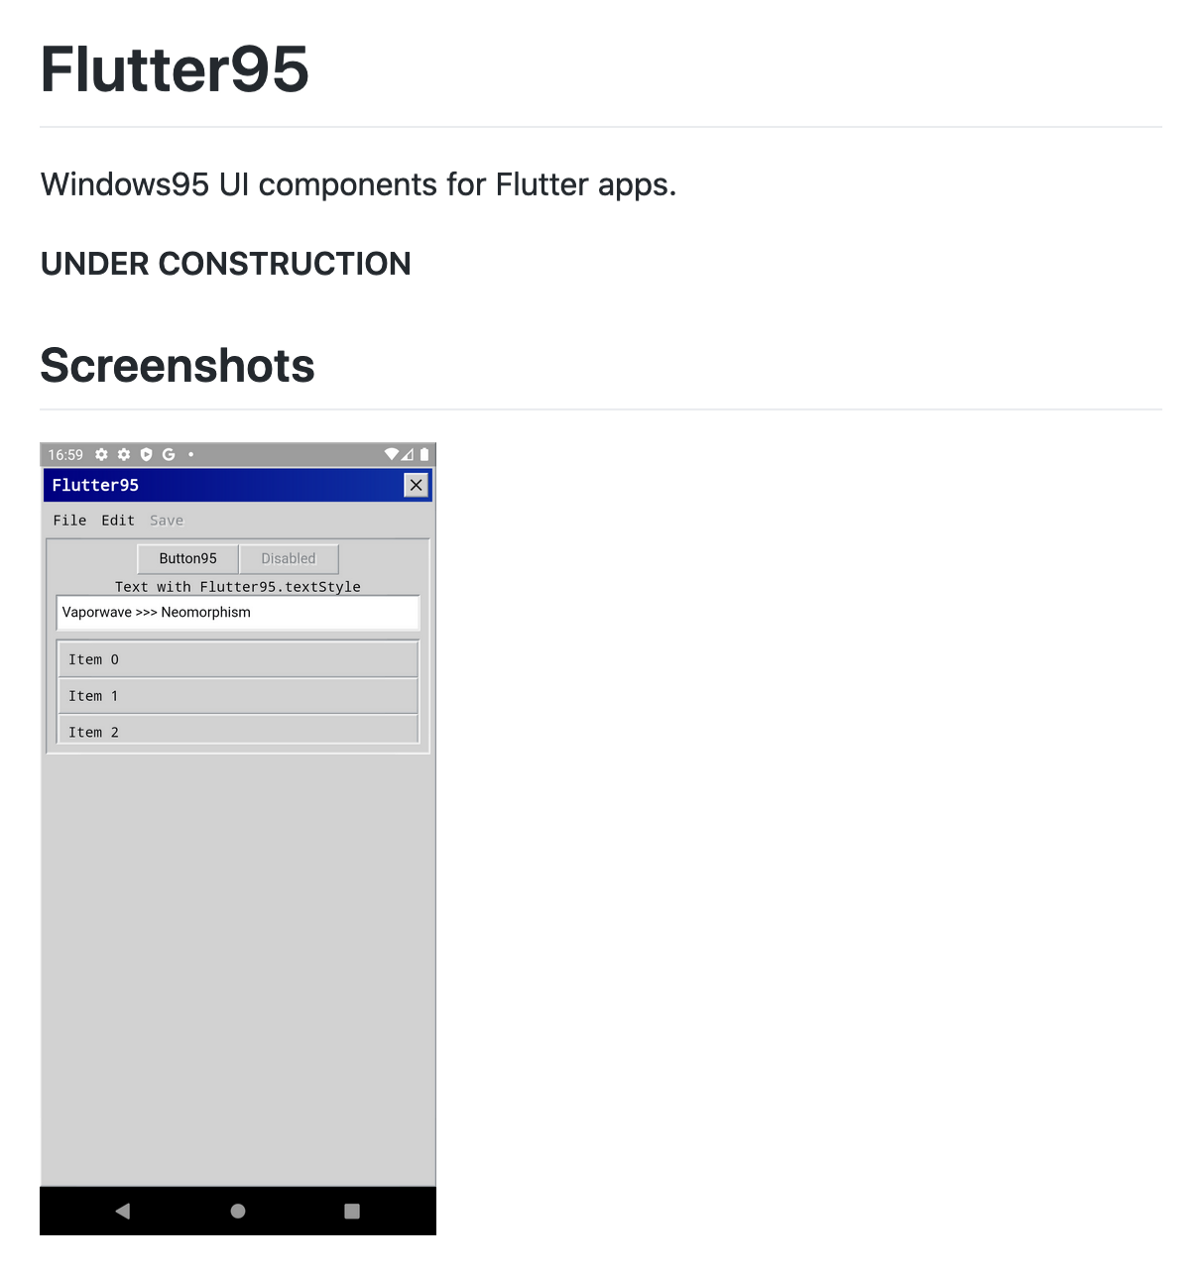 Flutter95
Windows95 UI components for Flutter apps.
UNDER CONSTRUCTION
Screenshots
16:59 G
Flutter95
File Edit Save
Button95 Disabled
Text with Flutter95.textStyle
Vaporwave >>> Neomorphism
Item 0
Item 1
Item 2